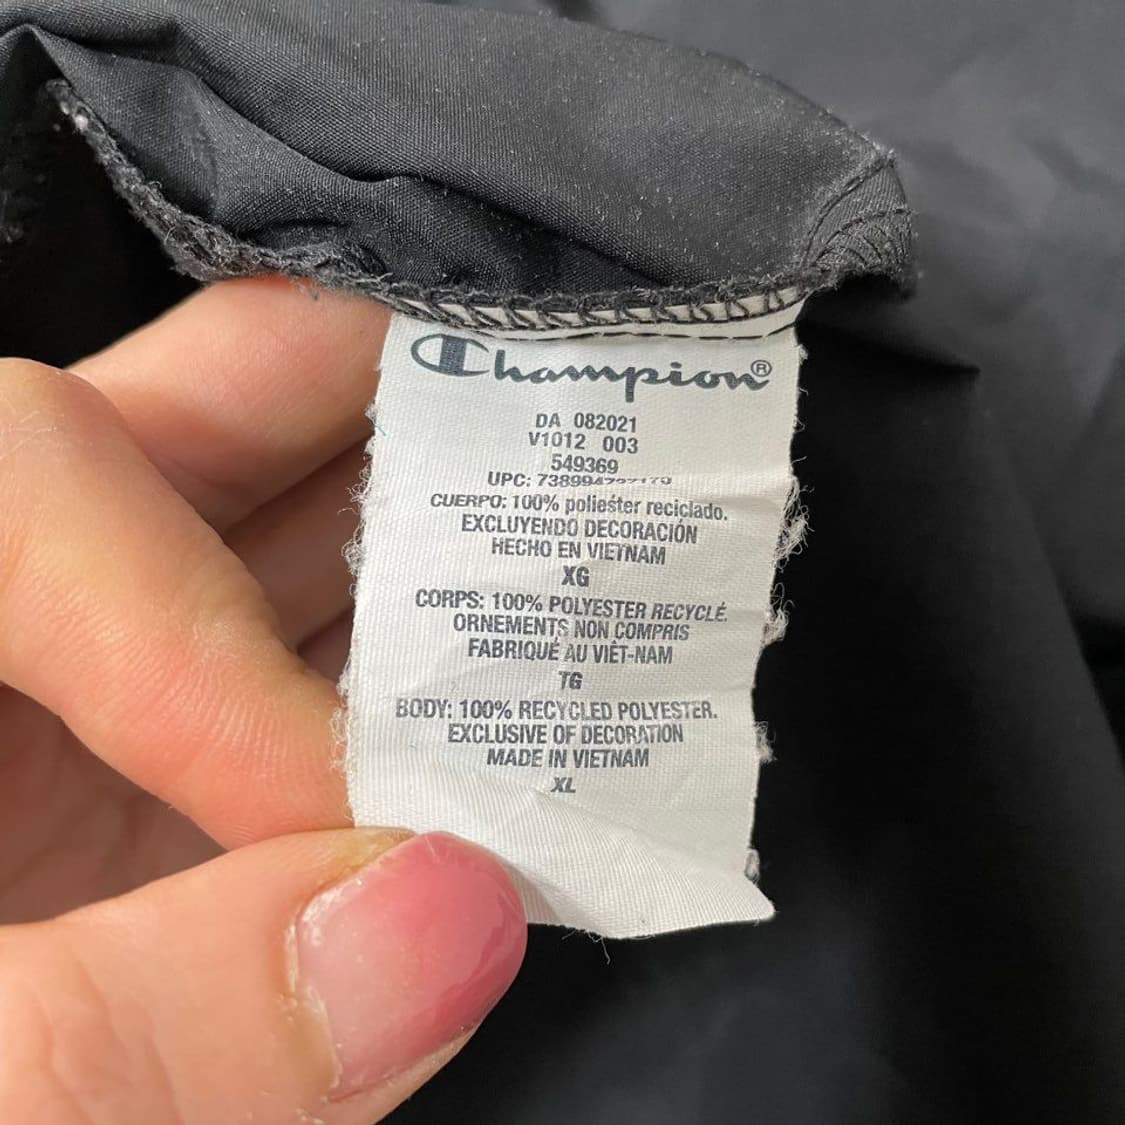 Champion®
DA 082021
V1012 003
549369
UPC:
CUERPO: 100% poliéster reciclado.
EXCLUYENDO DECORACIÓN
HECHO EN VIETNAM
XG
CORPS: 100% POLYESTER RECYCLÉ.
ORNEMENTS NON COMPRIS
FABRIQUÉ AU VIÊT-NAM
TG
BODY: 100% RECYCLED POLYESTER.
EXCLUSIVE OF DECORATION
MADE IN VIETNAM
XL